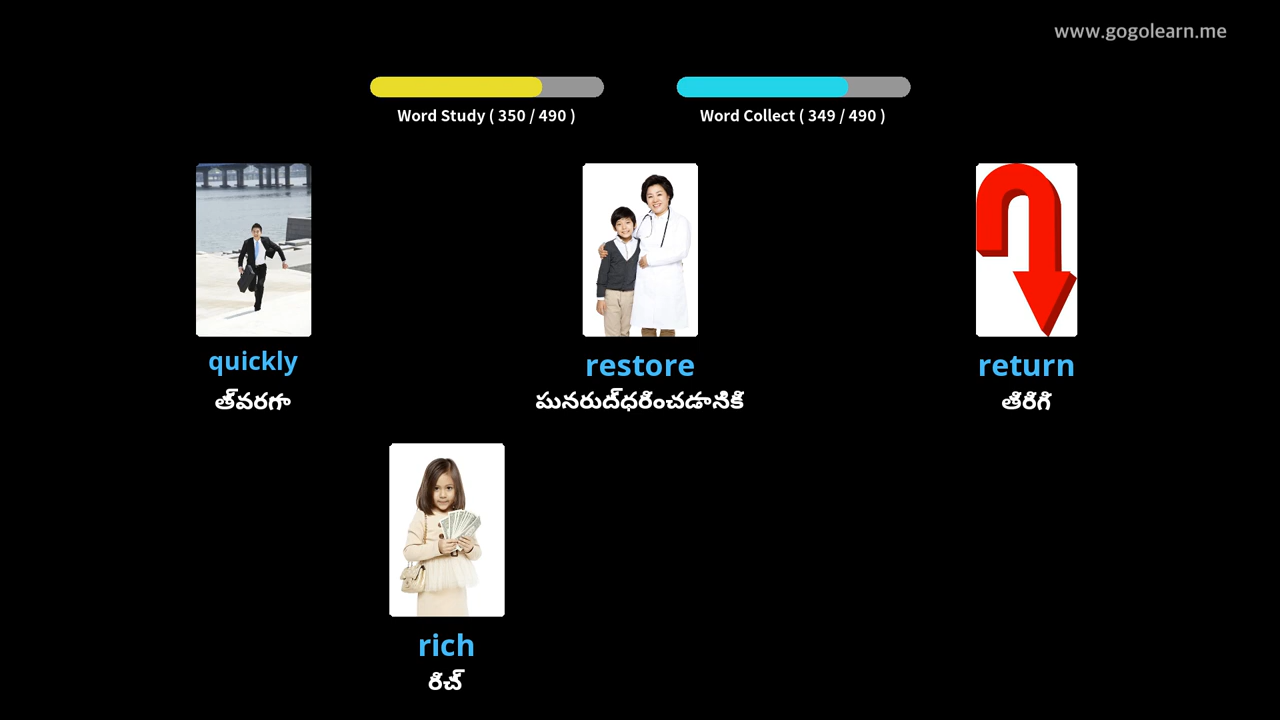 www.gogolearn.me
Word Study ( 350 / 490 )
Word Collect ( 349 / 490 )
quickly
త్వరగా
restore
పునరుద్ధరించడానికి
return
తిరిగి
rich
రిచ్